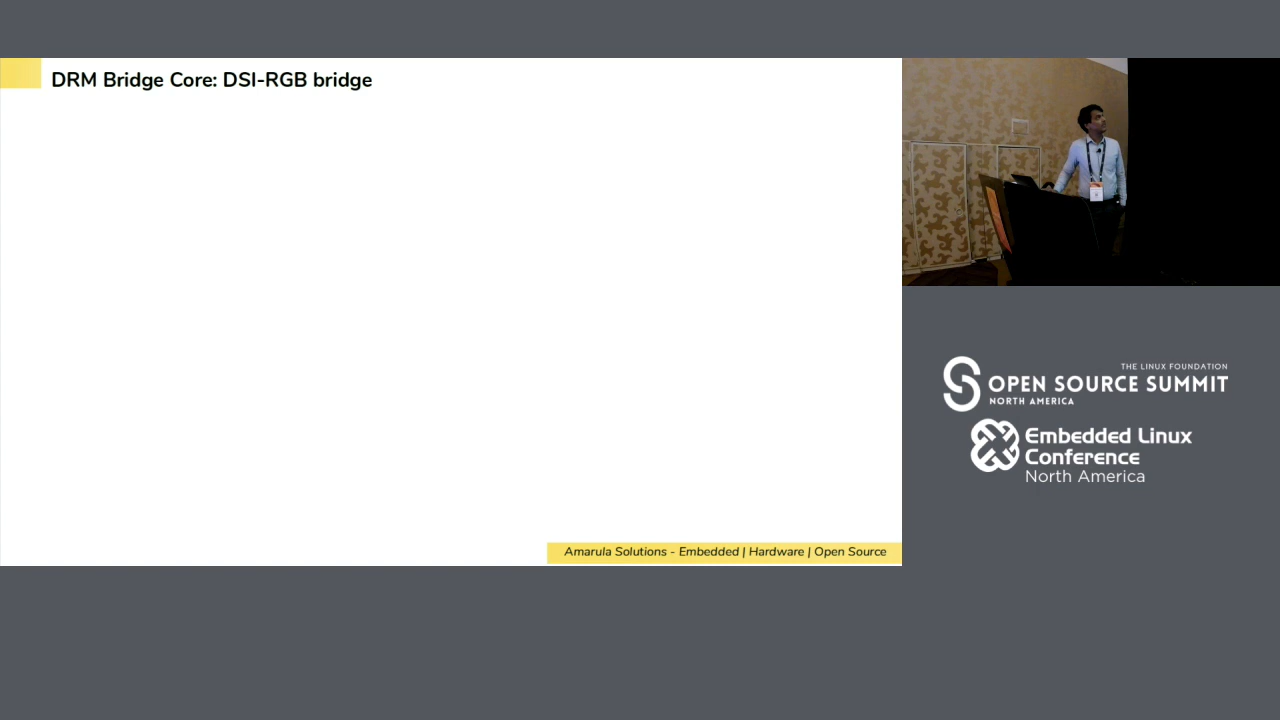 DRM Bridge Core: DSI-RGB bridge
Amarula Solutions - Embedded | Hardware | Open Source
THE LINUX FOUNDATION
OPEN SOURCE SUMMIT
NORTH AMERICA
Embedded Linux
Conference
North America